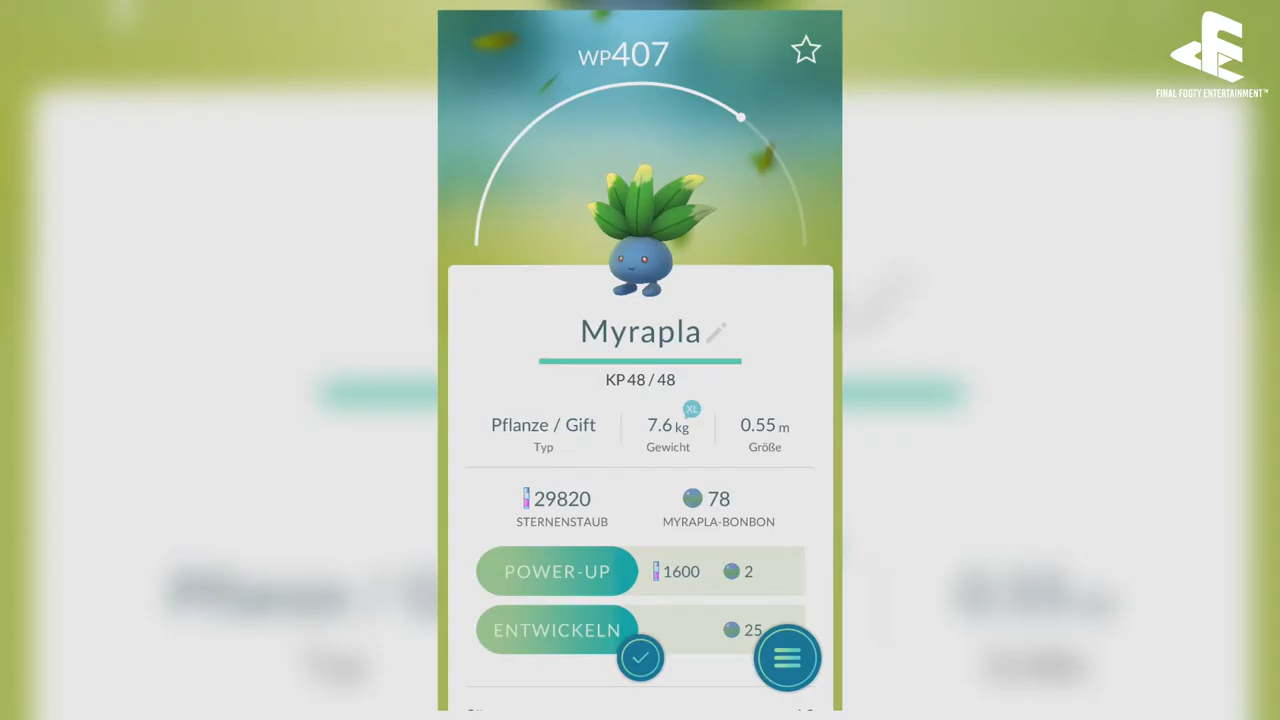 WP407
FINAL FOOTY ENTERTAINMENT™
Myrapla
KP 48 / 48
XL
Pflanze / Gift 7.6 kg 0.55 m
Typ Gewicht Größe
29820 78
STERNENSTAUB MYRAPLA-BONBON
POWER-UP 1600 2
ENTWICKELN 25